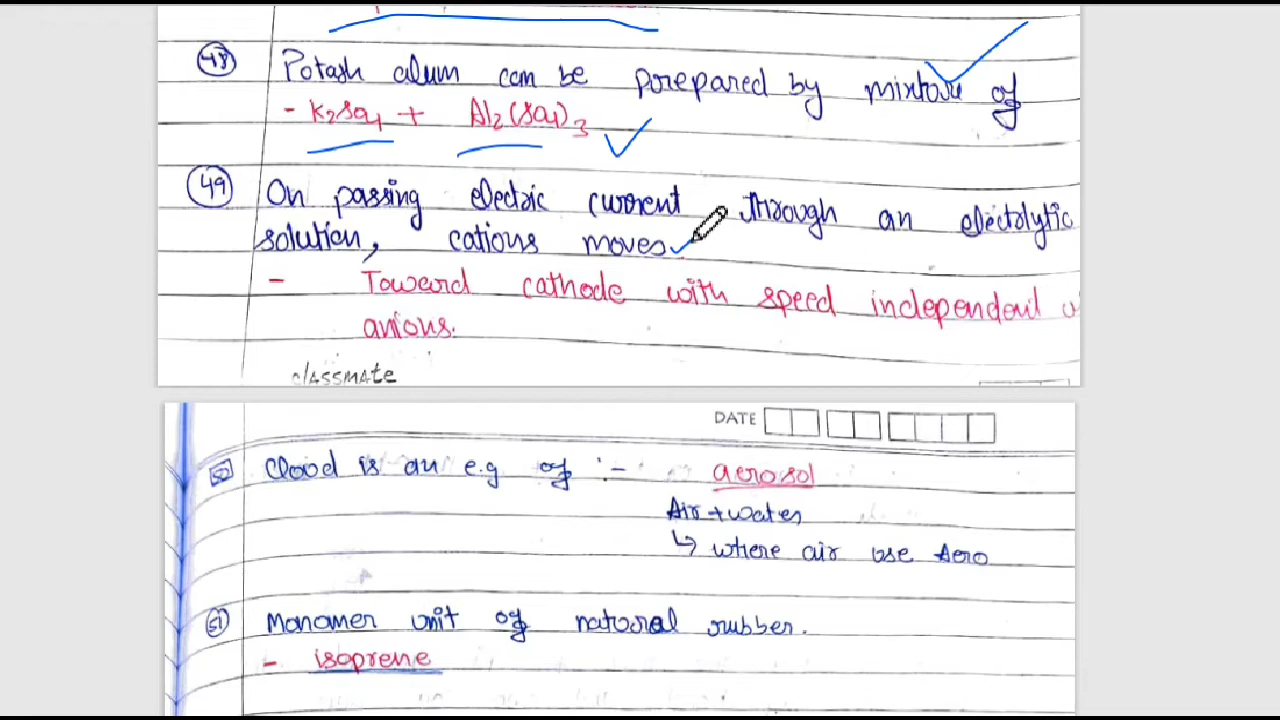 48 Potash alum can be prepared by mixture of
- K2SO4 + Al2(SO4)3
49 On passing electric current through an electolytic
solution, cations moves
- Toward cathode with speed independent
anions.
classmate
DATE
50 Cloud is an e.g of :- aerosol
Air + water
↳ where air use Aero
51 Monomer unit of natural rubber.
- isoprene